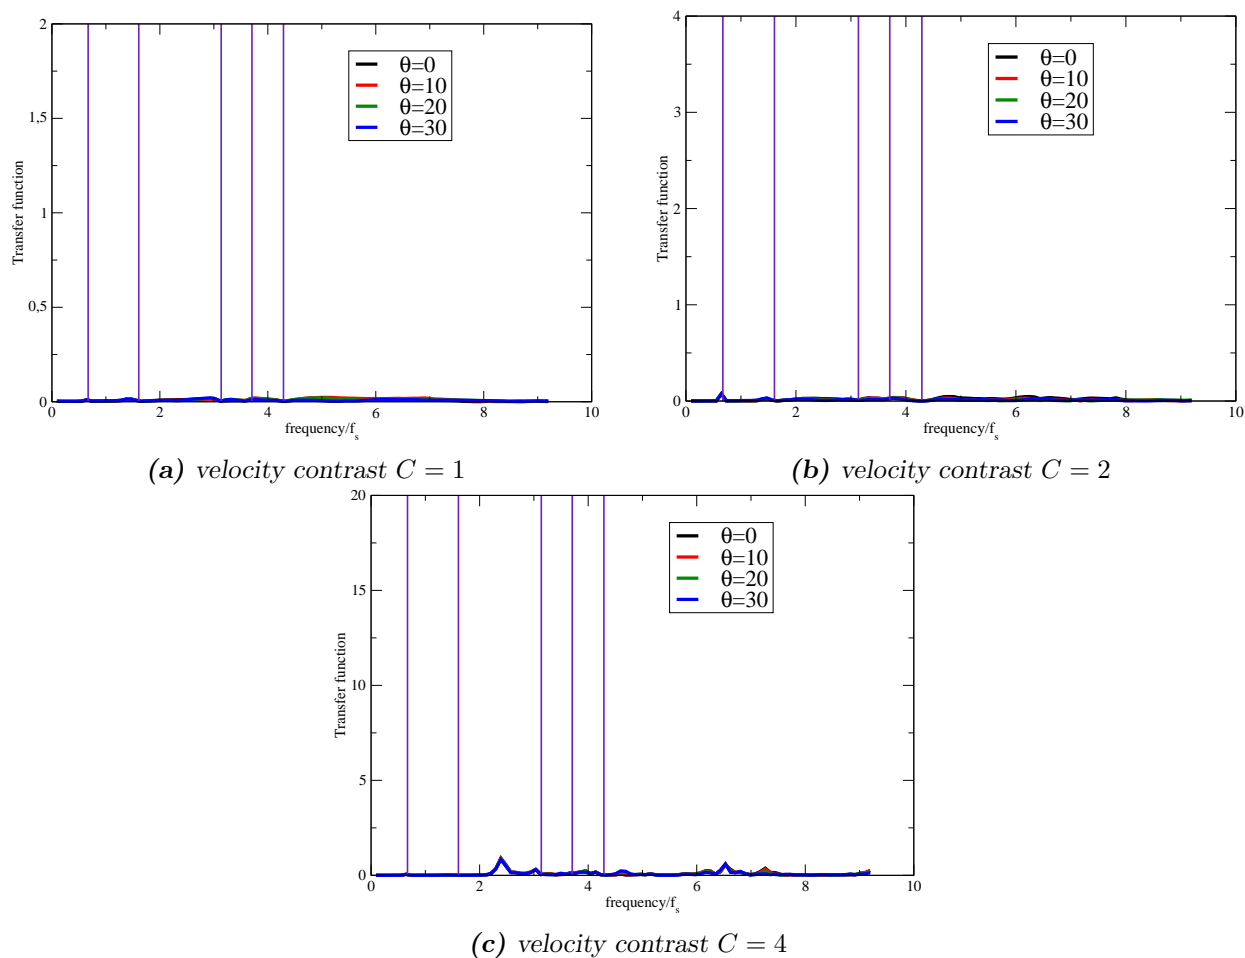 2
1,5
1
0,5
0
0 2 4 6 8 10
Transfer function
frequency/fs
θ=0
θ=10
θ=20
θ=30
(a) velocity contrast C = 1
4
3
2
1
0
0 2 4 6 8 10
Transfer function
frequency/fs
θ=0
θ=10
θ=20
θ=30
(b) velocity contrast C = 2
20
15
10
5
0
0 2 4 6 8 10
Transfer function
frequency/fs
θ=0
θ=10
θ=20
θ=30
(c) velocity contrast C = 4